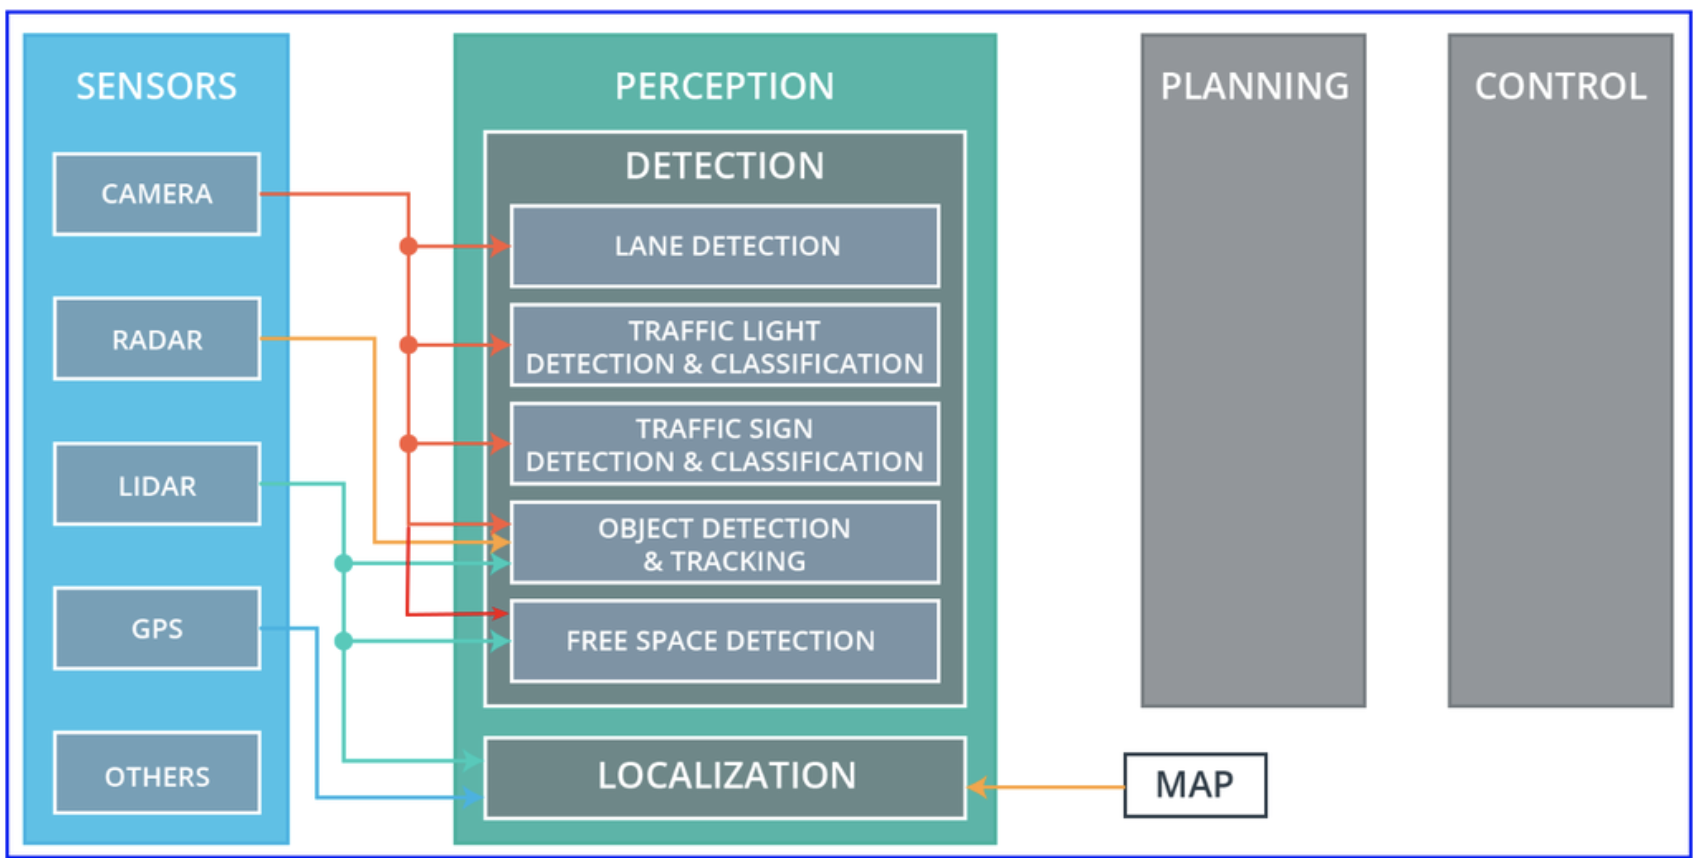 SENSORS
CAMERA
RADAR
LIDAR
GPS
OTHERS
PERCEPTION
DETECTION
LANE DETECTION
TRAFFIC LIGHT
DETECTION & CLASSIFICATION
TRAFFIC SIGN
DETECTION & CLASSIFICATION
OBJECT DETECTION
& TRACKING
FREE SPACE DETECTION
LOCALIZATION
PLANNING
CONTROL
MAP